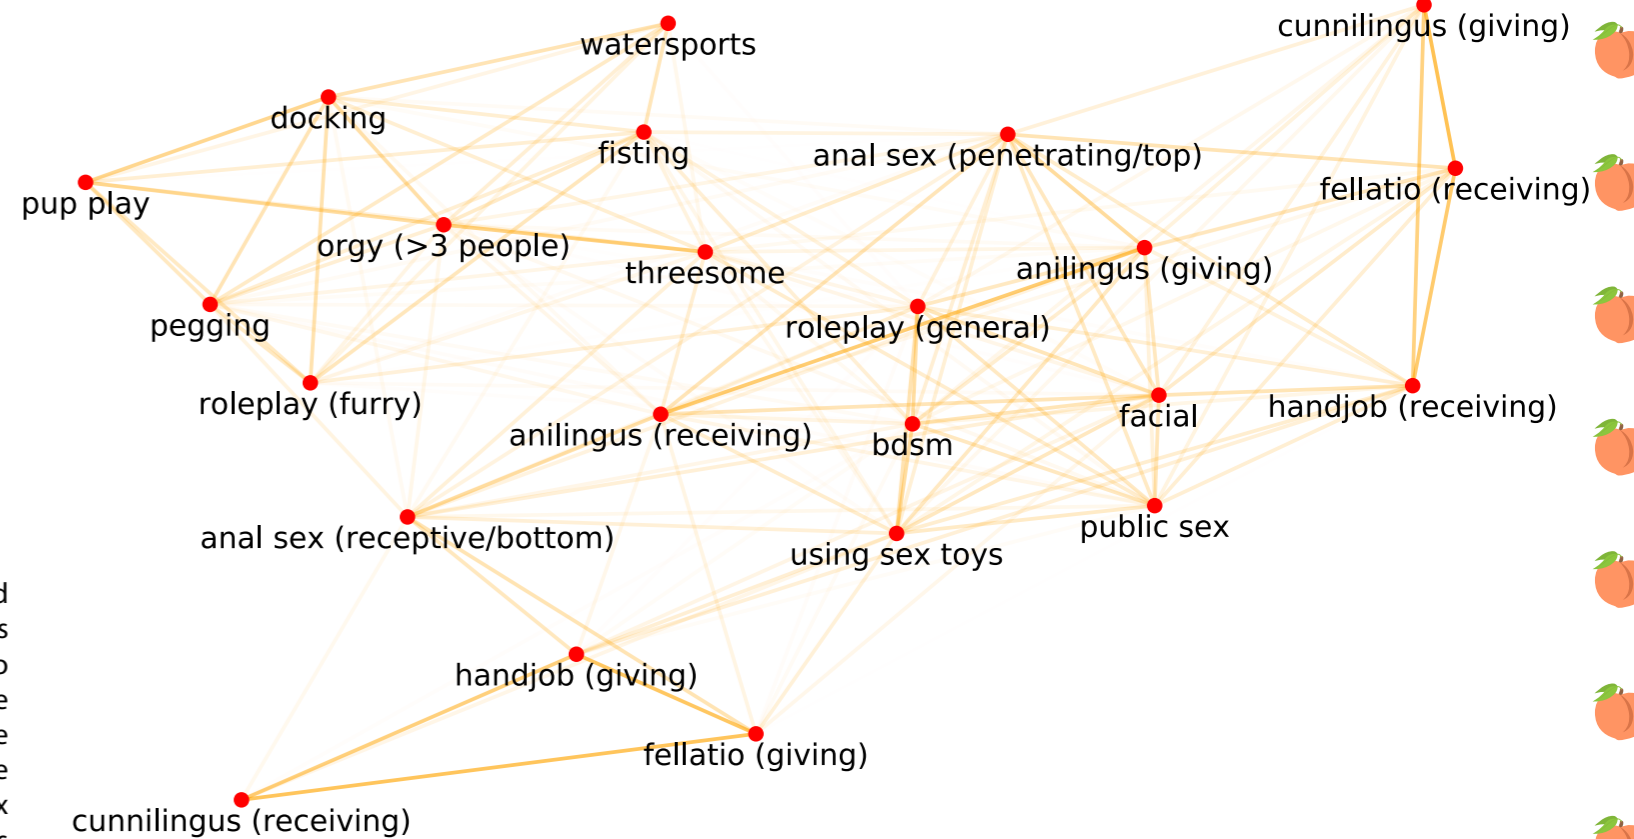 cunnilingus (giving)
watersports
docking
fisting
anal sex (penetrating/top)
fellatio (receiving)
pup play
orgy (>3 people)
threesome
anilingus (giving)
pegging
roleplay (general)
roleplay (furry)
anilingus (receiving)
bdsm
facial
handjob (receiving)
anal sex (receptive/bottom)
using sex toys
public sex
d
s
o
e
e
e
x
handjob (giving)
fellatio (giving)
cunnilingus (receiving)